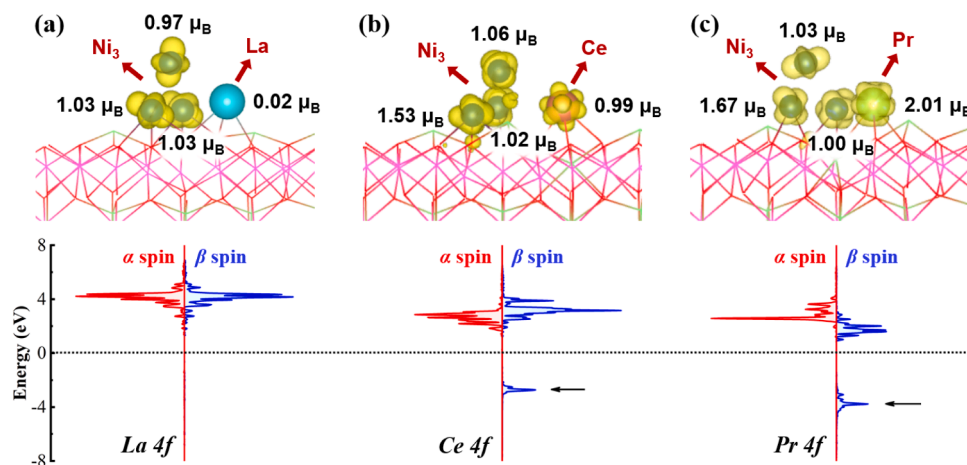 (a)
0.97 μB
Ni3
La
1.03 μB
0.02 μB
1.03 μB
(b)
1.06 μB
Ni3
Ce
1.53 μB
0.99 μB
1.02 μB
(c)
1.03 μB
Ni3
Pr
1.67 μB
2.01 μB
1.00 μB
Energy (eV)
8
4
0
-4
-8
α spin β spin
La 4f
α spin β spin
Ce 4f
α spin β spin
Pr 4f